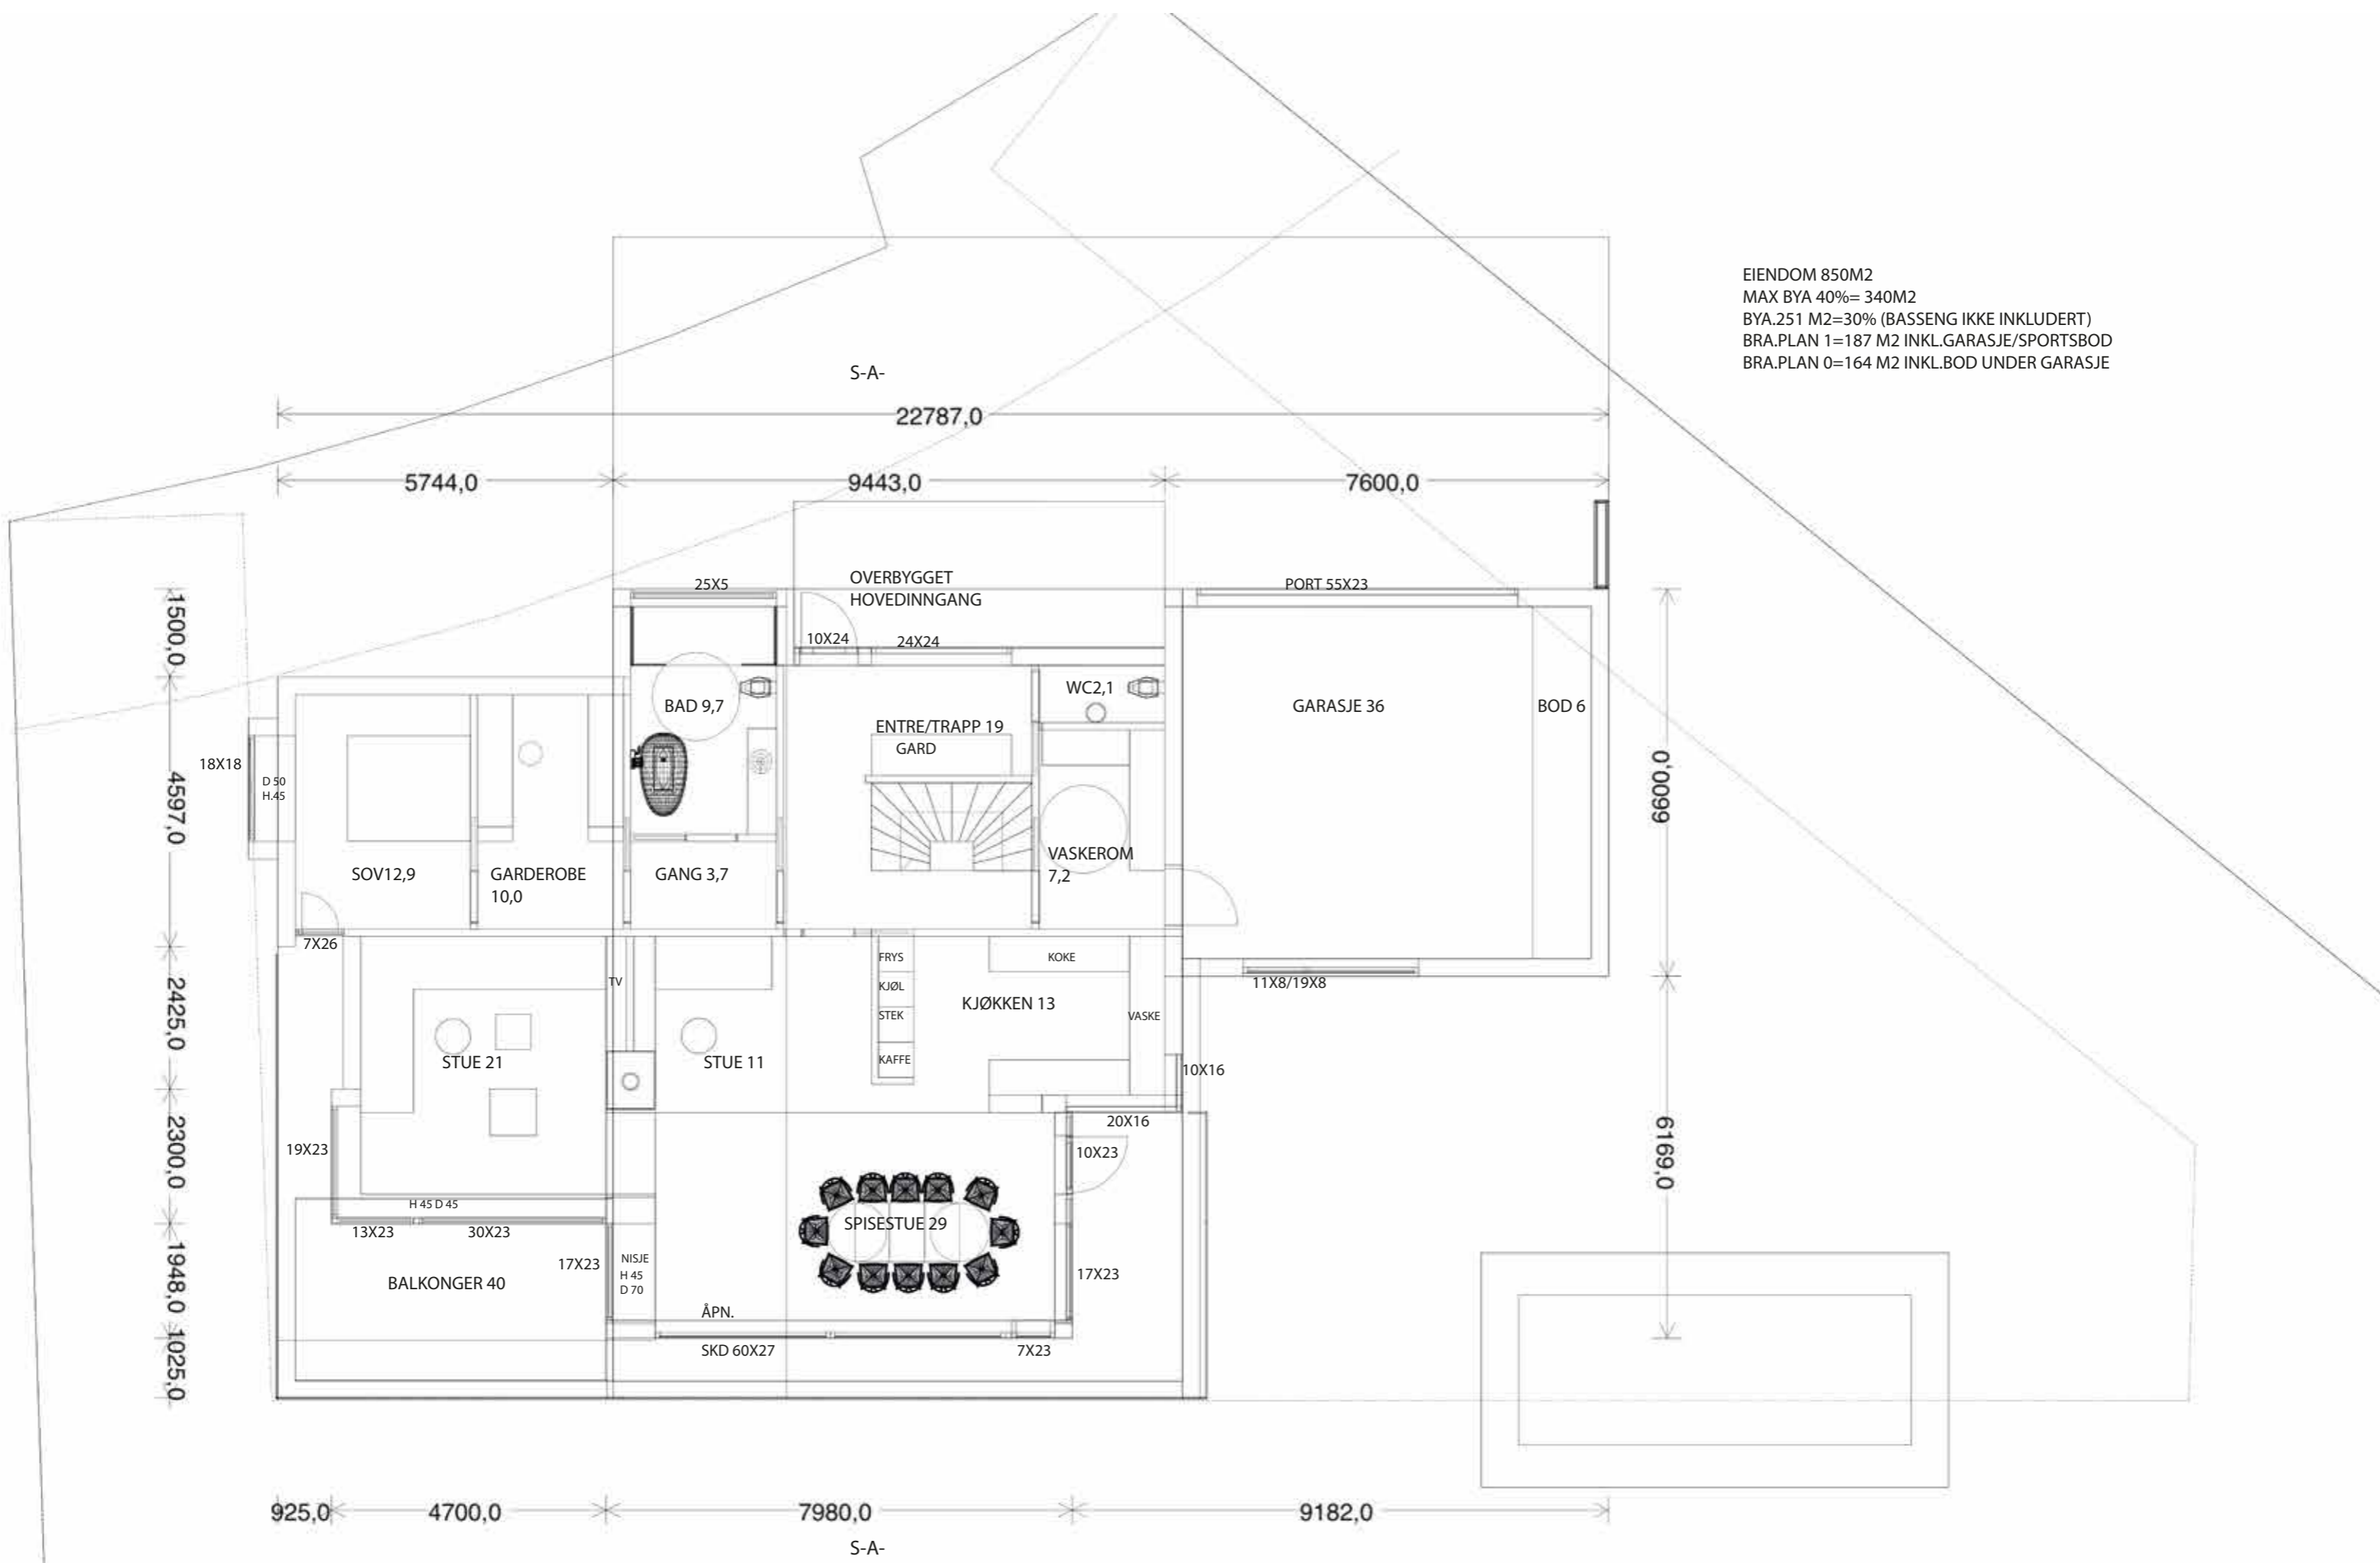 EIENDOM 850M2
MAX BYA 40%= 340M2
BYA.251 M2=30% (BASSENG IKKE INKLUDERT)
BRA.PLAN 1=187 M2 INKL.GARASJE/SPORTSBOD
BRA.PLAN 0=164 M2 INKL.BOD UNDER GARASJE
S-A-
22787,0
5744,0
9443,0
7600,0
OVERBYGGET
HOVEDINNGANG
25X5
PORT 55X23
10X24
24X24
1500,0
WC2,1
BAD 9,7
GARASJE 36
BOD 6
ENTRE/TRAPP 19
GARD
18X18
D 50
H.45
4597,0
6600,0
VASKEROM
7,2
SOV12,9
GARDEROBE
10,0
GANG 3,7
7X26
FRYS
KOKE
TV
KJØL
11X8/19X8
KJØKKEN 13
STEK
VASKE
2425,0
STUE 21
STUE 11
KAFFE
10X16
20X16
2300,0
19X23
10X23
6169,0
H 45 D 45
13X23
30X23
SPISESTUE 29
17X23
NISJE
H 45
D 70
17X23
1948,0
BALKONGER 40
ÅPN.
SKD 60X27
7X23
1025,0
925,0
4700,0
7980,0
9182,0
S-A-